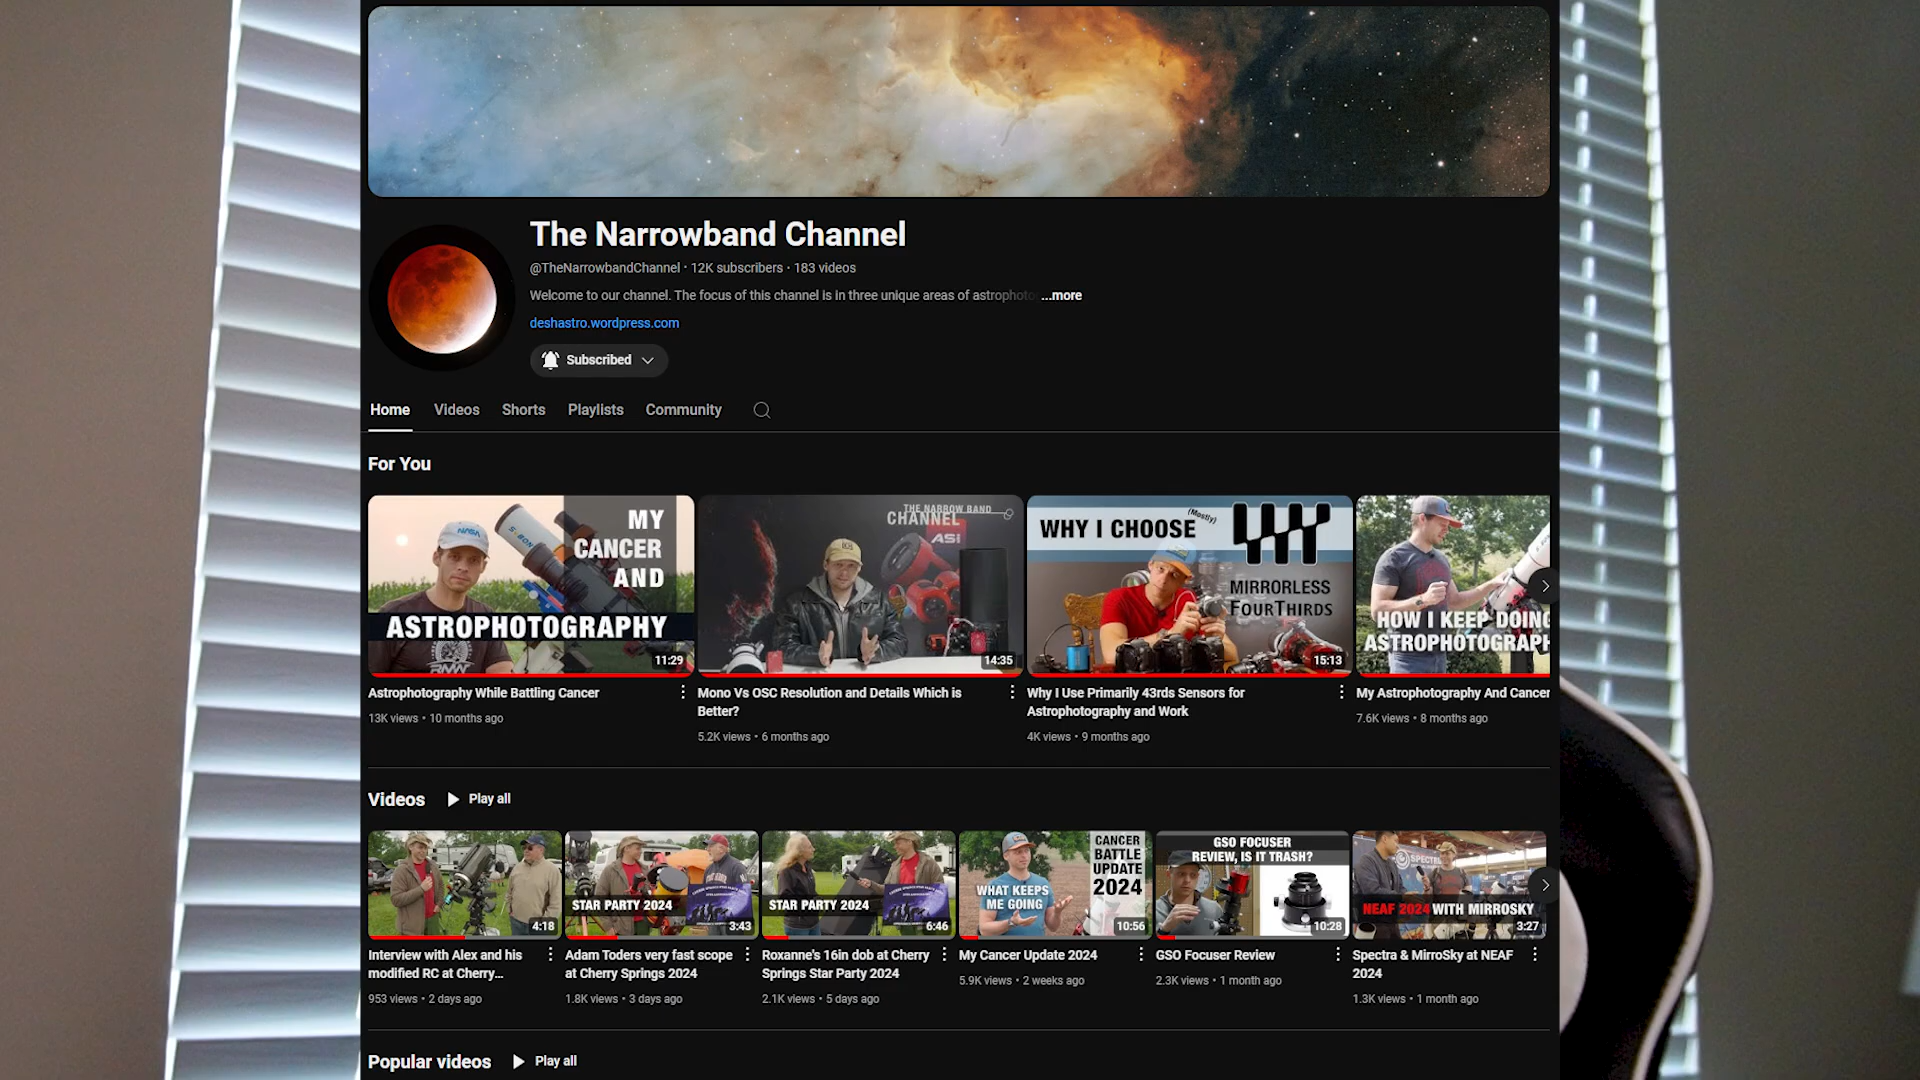 The Narrowband Channel
@TheNarrowbandChannel · 12K subscribers · 183 videos
Welcome to our channel. The focus of this channel is in three unique areas of astrophoto ...more
deshastro.wordpress.com
Subscribed
Home Videos Shorts Playlists Community
For You
MY
CANCER
AND
ASTROPHOTOGRAPHY
NASA
11:29
Astrophotography While Battling Cancer
13K views • 10 months ago
THE NARROW BAND
CHANNEL
ASI
14:35
Mono Vs OSC Resolution and Details Which is
Better?
5.2K views • 6 months ago
WHY I CHOOSE (Mostly)
MIRRORLESS
FOURTHIRDS
15:13
Why I Use Primarily 43rds Sensors for
Astrophotography and Work
4K views • 9 months ago
HOW I KEEP DOING
ASTROPHOTOGRAPH
My Astrophotography And Cancer
7.6K views • 8 months ago
Videos Play all
4:18
Interview with Alex and his
modified RC at Cherry...
953 views • 2 days ago
STAR PARTY 2024
3:43
Adam Toders very fast scope
at Cherry Springs 2024
1.8K views • 3 days ago
STAR PARTY 2024
6:46
Roxanne's 16in dob at Cherry
Springs Star Party 2024
2.1K views • 5 days ago
CANCER
BATTLE
UPDATE
2024
WHAT KEEPS
ME GOING
10:56
My Cancer Update 2024
5.9K views • 2 weeks ago
GSO FOCUSER
REVIEW, IS IT TRASH?
10:28
GSO Focuser Review
2.3K views • 1 month ago
NEAF 2024 WITH MIRROSKY
3:27
Spectra & MirroSky at NEAF
2024
1.3K views • 1 month ago
Popular videos Play all